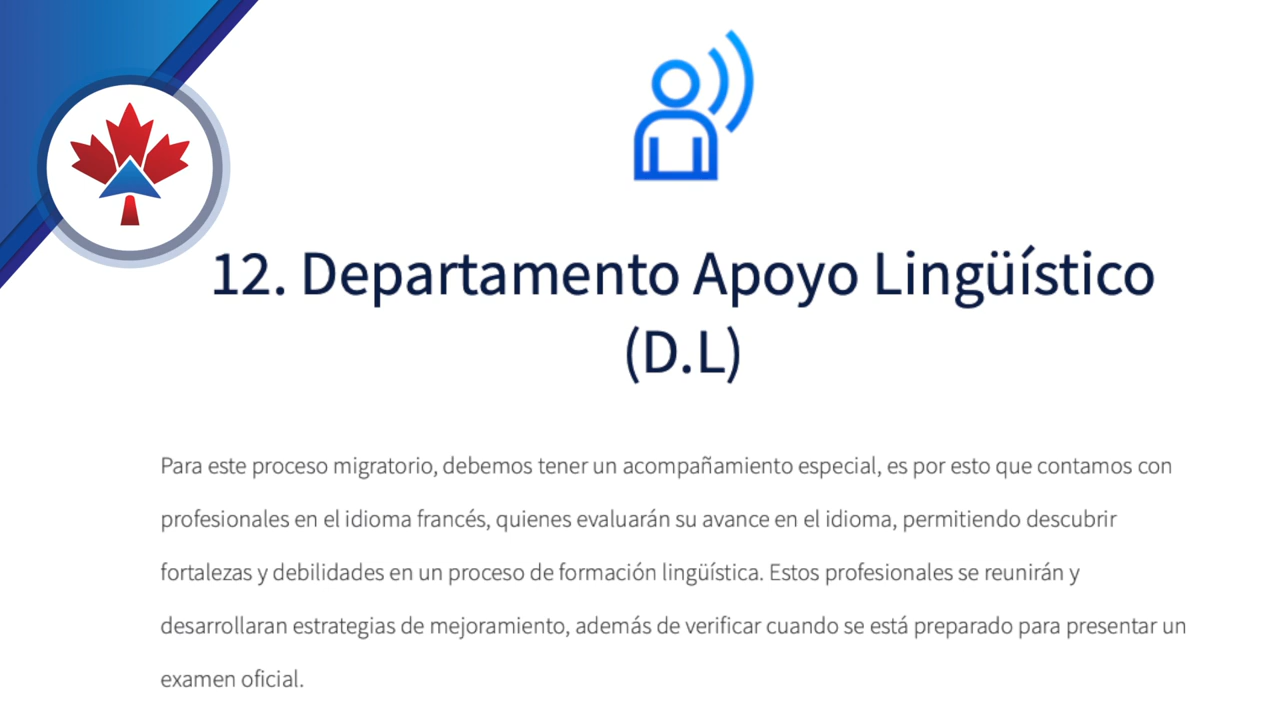 12. Departamento Apoyo Lingüístico
(D.L)
Para este proceso migratorio, debemos tener un acompañamiento especial, es por esto que contamos con
profesionales en el idioma francés, quienes evaluarán su avance en el idioma, permitiendo descubrir
fortalezas y debilidades en un proceso de formación lingüística. Estos profesionales se reunirán y
desarrollaran estrategias de mejoramiento, además de verificar cuando se está preparado para presentar un
examen oficial.